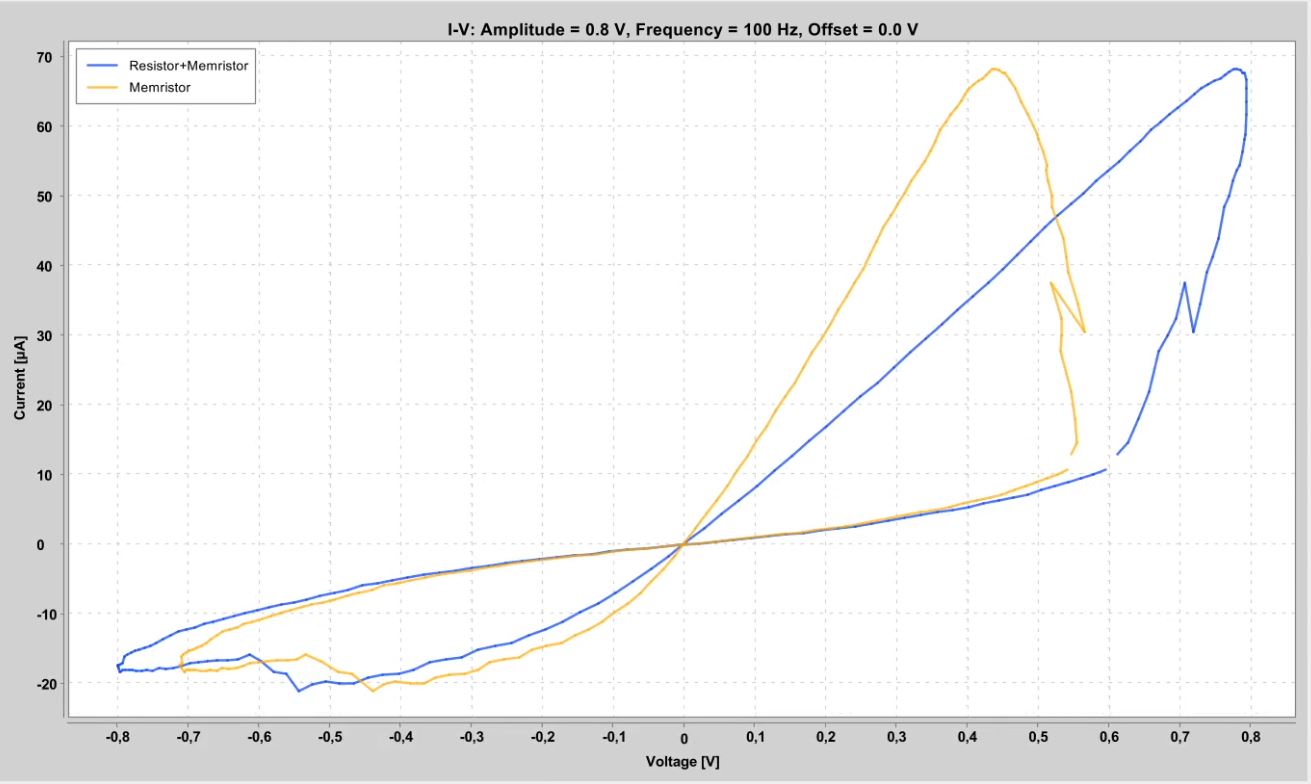 I-V: Amplitude = 0.8 V, Frequency = 100 Hz, Offset = 0.0 V
Resistor+Memristor
Memristor
70
60
50
40
30
20
10
0
-10
-20
Current [µA]
-0,8 -0,7 -0,6 -0,5 -0,4 -0,3 -0,2 -0,1 0 0,1 0,2 0,3 0,4 0,5 0,6 0,7 0,8
Voltage [V]